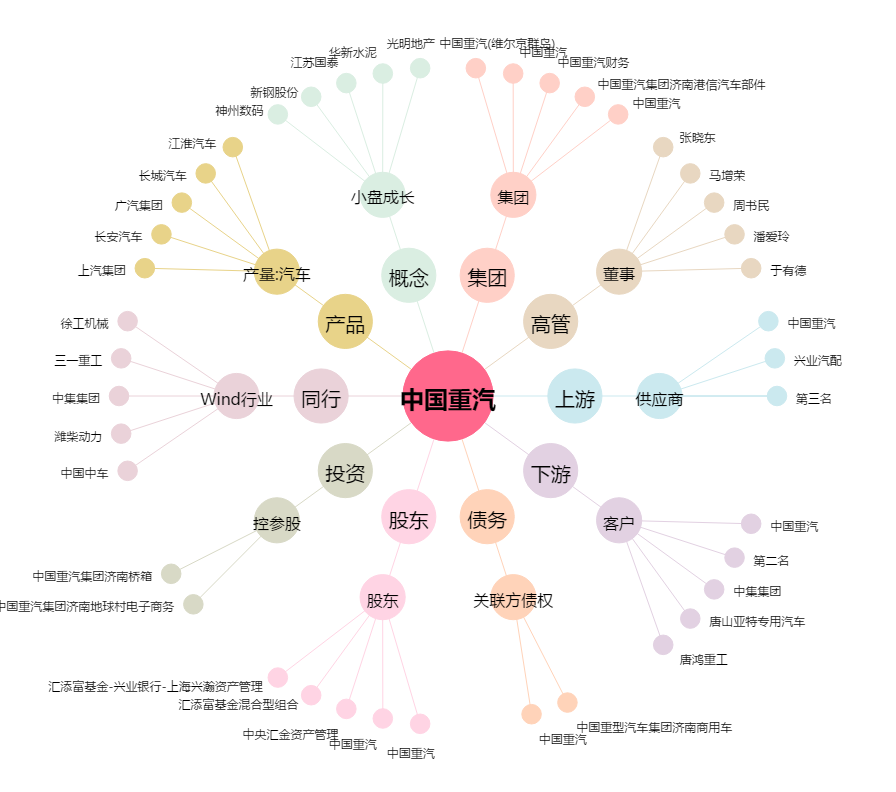 光明地产
中国重汽(维尔京群岛)
华新水泥
中国重汽
江苏国泰
中国重汽财务
新钢股份
中国重汽集团济南港信汽车部件
神州数码
中国重汽
江淮汽车
张晓东
长城汽车
马增荣
小盘成长
集团
广汽集团
周书民
长安汽车
潘爱玲
上汽集团
产量:汽车
概念
集团
董事
于有德
徐工机械
产品
高管
中国重汽
三一重工
兴业汽配
中集集团
Wind行业
同行
中国重汽
上游
供应商
第三名
潍柴动力
中国中车
投资
下游
控参股
股东
债务
客户
中国重汽
第二名
中国重汽集团济南桥箱
中集集团
中国重汽集团济南地球村电子商务
股东
关联方债权
唐山亚特专用汽车
唐鸿重工
汇添富基金-兴业银行-上海兴瀚资产管理
汇添富基金混合型组合
中央汇金资产管理
中国重型汽车集团济南商用车
中国重汽
中国重汽
中国重汽